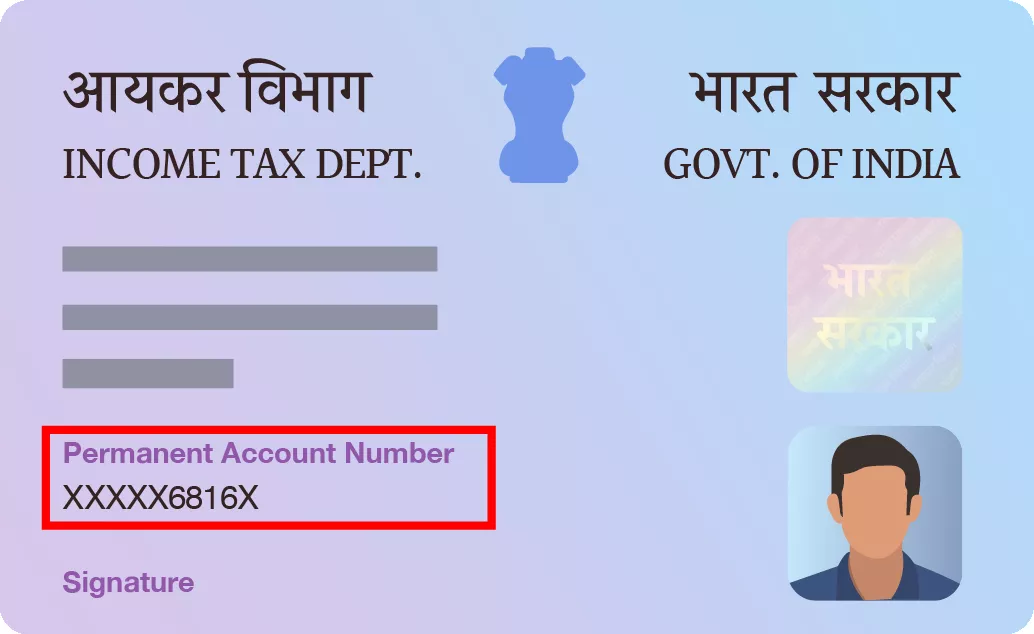 आयकर विभाग
भारत सरकार
INCOME TAX DEPT.
GOVT. OF INDIA
भारत
सरकार
Permanent Account Number
XXXXX6816X
Signature